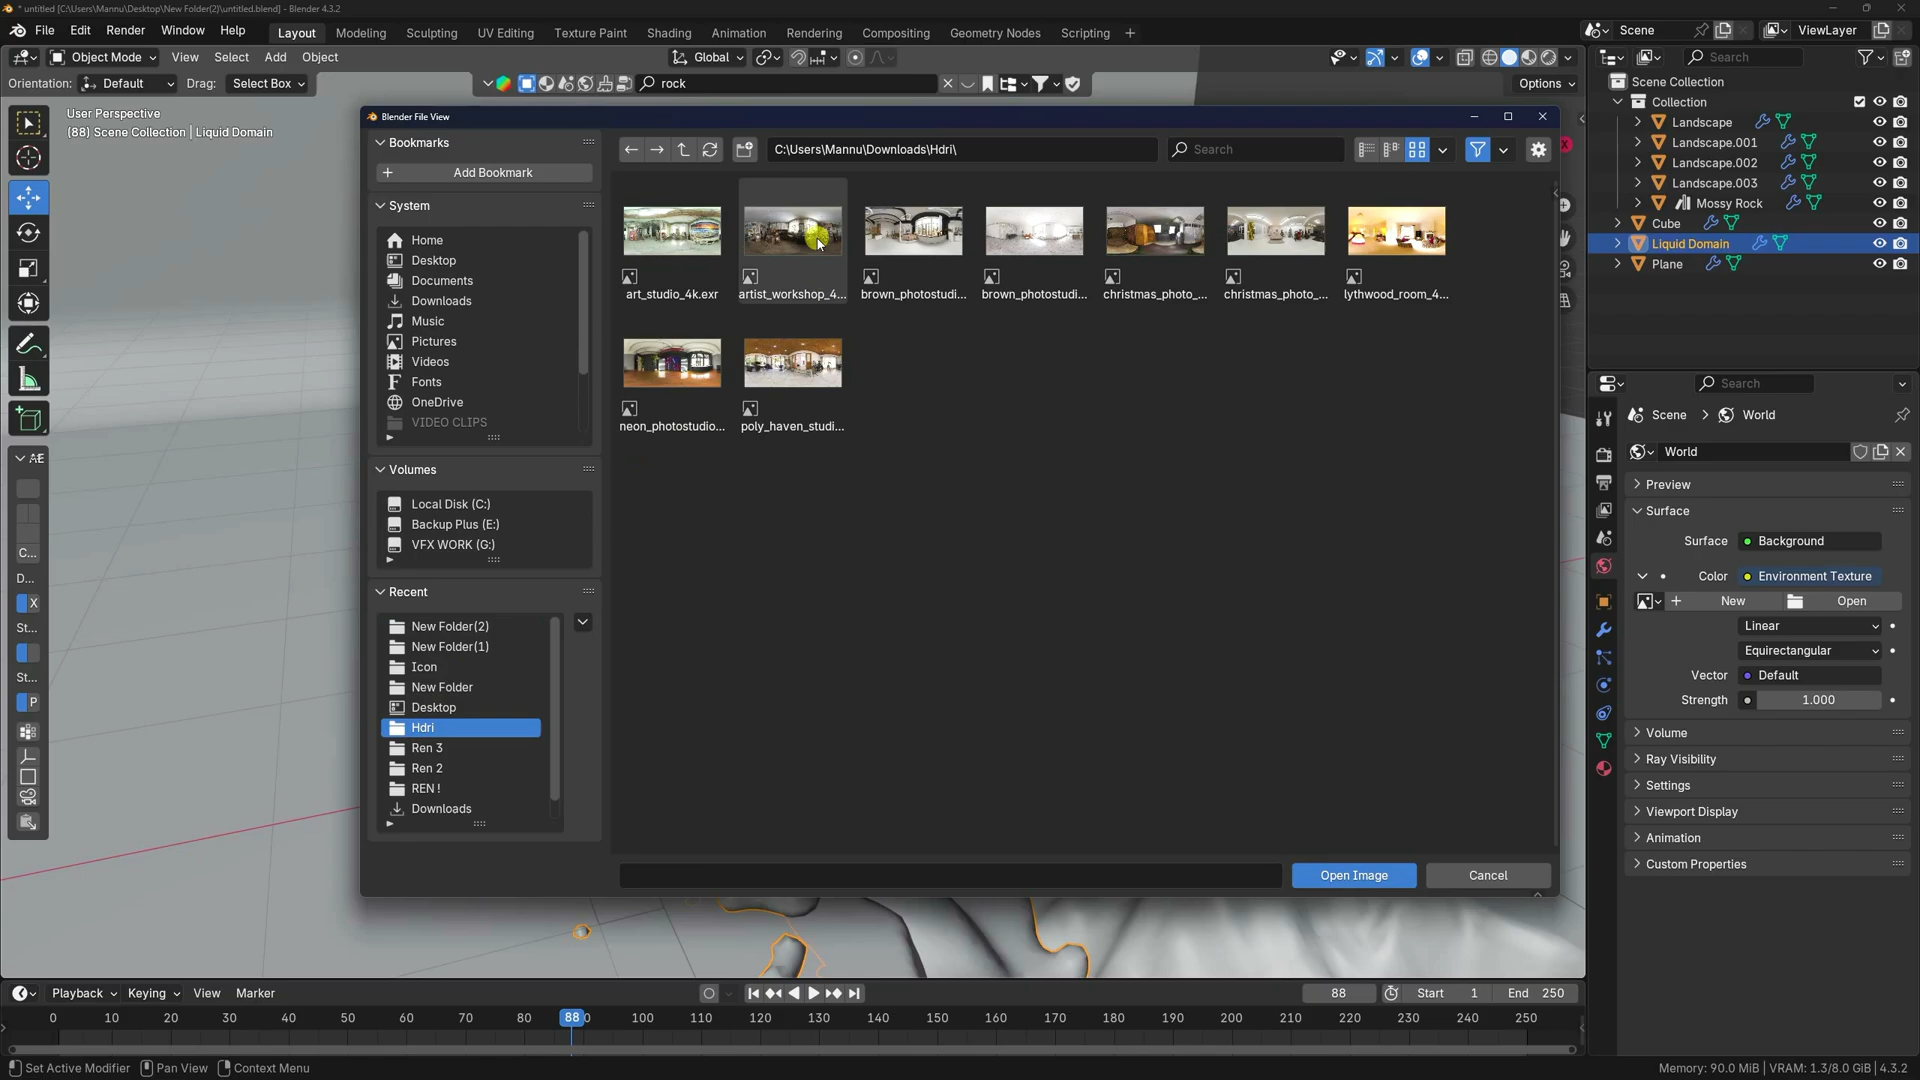 * untitled [C:\Users\Mannu\Desktop\New Folder(2)\untitled.blend] - Blender 4.3.2
File Edit Render Window Help Layout Modeling Sculpting UV Editing Texture Paint Shading Animation Rendering Compositing Geometry Nodes Scripting + Scene ViewLayer
Object Mode View Select Add Object Global Search
Orientation: Default Drag: Select Box rock Options
User Perspective
(88) Scene Collection | Liquid Domain
Scene Collection
Collection
Landscape
Landscape.001
Landscape.002
Landscape.003
Mossy Rock
Cube
Liquid Domain
Plane
Blender File View
Bookmarks
Add Bookmark
C:\Users\Mannu\Downloads\Hdri\
Search
System
Home
Desktop
Documents
Downloads
Music
Pictures
Videos
Fonts
OneDrive
VIDEO CLIPS
Volumes
Local Disk (C:)
Backup Plus (E:)
VFX WORK (G:)
Recent
New Folder(2)
New Folder(1)
Icon
New Folder
Desktop
Hdri
Ren 3
Ren 2
REN !
Downloads
art_studio_4k.exr artist_workshop_4... brown_photostudi... brown_photostudi... christmas_photo_... christmas_photo_... lythwood_room_4...
neon_photostudio... poly_haven_studi...
Open Image Cancel
AE
C...
D...
X
St...
St...
P
Search
Scene World
World
Preview
Surface
Surface Background
Color Environment Texture
New Open
Linear
Equirectangular
Vector Default
Strength 1.000
Volume
Ray Visibility
Settings
Viewport Display
Animation
Custom Properties
Playback Keying View Marker 88 Start 1 End 250
0 10 20 30 40 50 60 70 80 88 0 100 110 120 130 140 150 160 170 180 190 200 210 220 230 240 250
Set Active Modifier Pan View Context Menu Memory: 90.0 MiB | VRAM: 1.3/8.0 GiB | 4.3.2